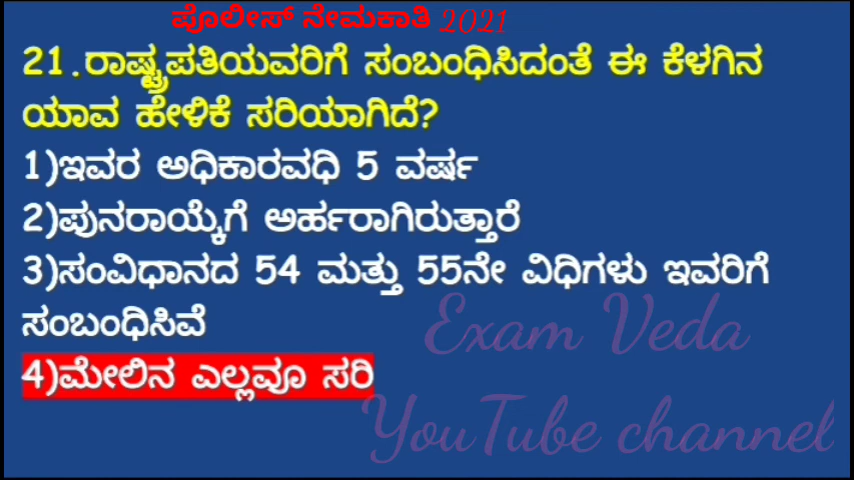 ಪೊಲೀಸ್ ನೇಮಕಾತಿ 2021
21.ರಾಷ್ಟ್ರಪತಿಯವರಿಗೆ ಸಂಬಂಧಿಸಿದಂತೆ ಈ ಕೆಳಗಿನ
ಯಾವ ಹೇಳಿಕೆ ಸರಿಯಾಗಿದೆ?
1)ಇವರ ಅಧಿಕಾರವಧಿ 5 ವರ್ಷ
2)ಪುನರಾಯ್ಕೆಗೆ ಅರ್ಹರಾಗಿರುತ್ತಾರೆ
3)ಸಂವಿಧಾನದ 54 ಮತ್ತು 55ನೇ ವಿಧಿಗಳು ಇವರಿಗೆ
ಸಂಬಂಧಿಸಿವೆ
4)ಮೇಲಿನ ಎಲ್ಲವೂ ಸರಿ
Exam Veda
YouTube channel